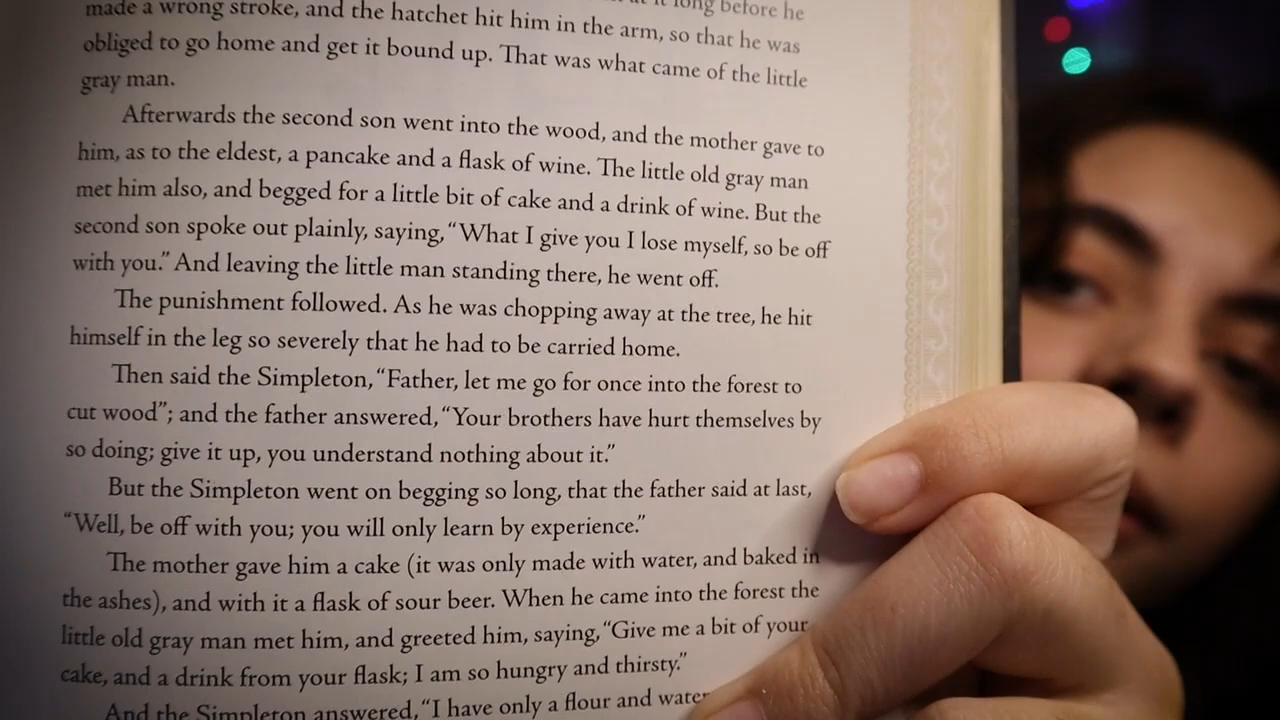 it long before he
made a wrong stroke, and the hatchet hit him in the arm, so that he was
obliged to go home and get it bound up. That was what came of the little
gray man.
Afterwards the second son went into the wood, and the mother gave to
him, as to the eldest, a pancake and a flask of wine. The little old gray man
met him also, and begged for a little bit of cake and a drink of wine. But the
second son spoke out plainly, saying, “What I give you I lose myself, so be off
with you.” And leaving the little man standing there, he went off.
The punishment followed. As he was chopping away at the tree, he hit
himself in the leg so severely that he had to be carried home.
Then said the Simpleton, “Father, let me go for once into the forest to
cut wood”; and the father answered, “Your brothers have hurt themselves by
so doing; give it up, you understand nothing about it.”
But the Simpleton went on begging so long, that the father said at last,
“Well, be off with you; you will only learn by experience.”
The mother gave him a cake (it was only made with water, and baked in
the ashes), and with it a flask of sour beer. When he came into the forest the
little old gray man met him, and greeted him, saying, “Give me a bit of your
cake, and a drink from your flask; I am so hungry and thirsty.”
And the Simpleton answered, “I have only a flour and water